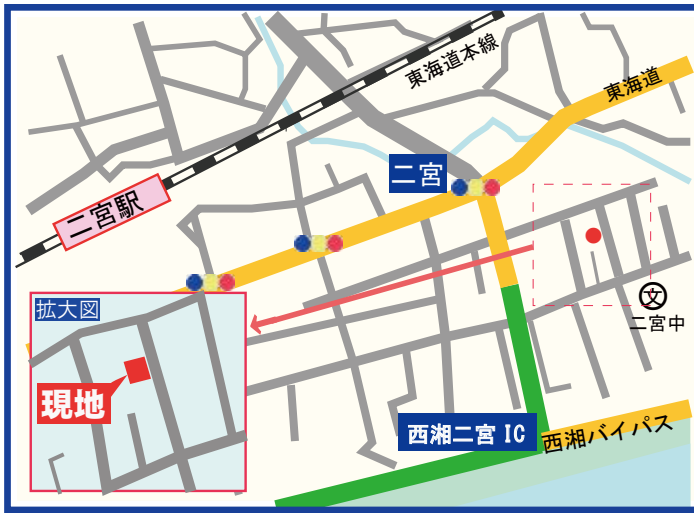 東海道本線
東海道
二宮
二宮駅
文
二宮中
拡大図
現地
西湘二宮 IC
西湘バイパス